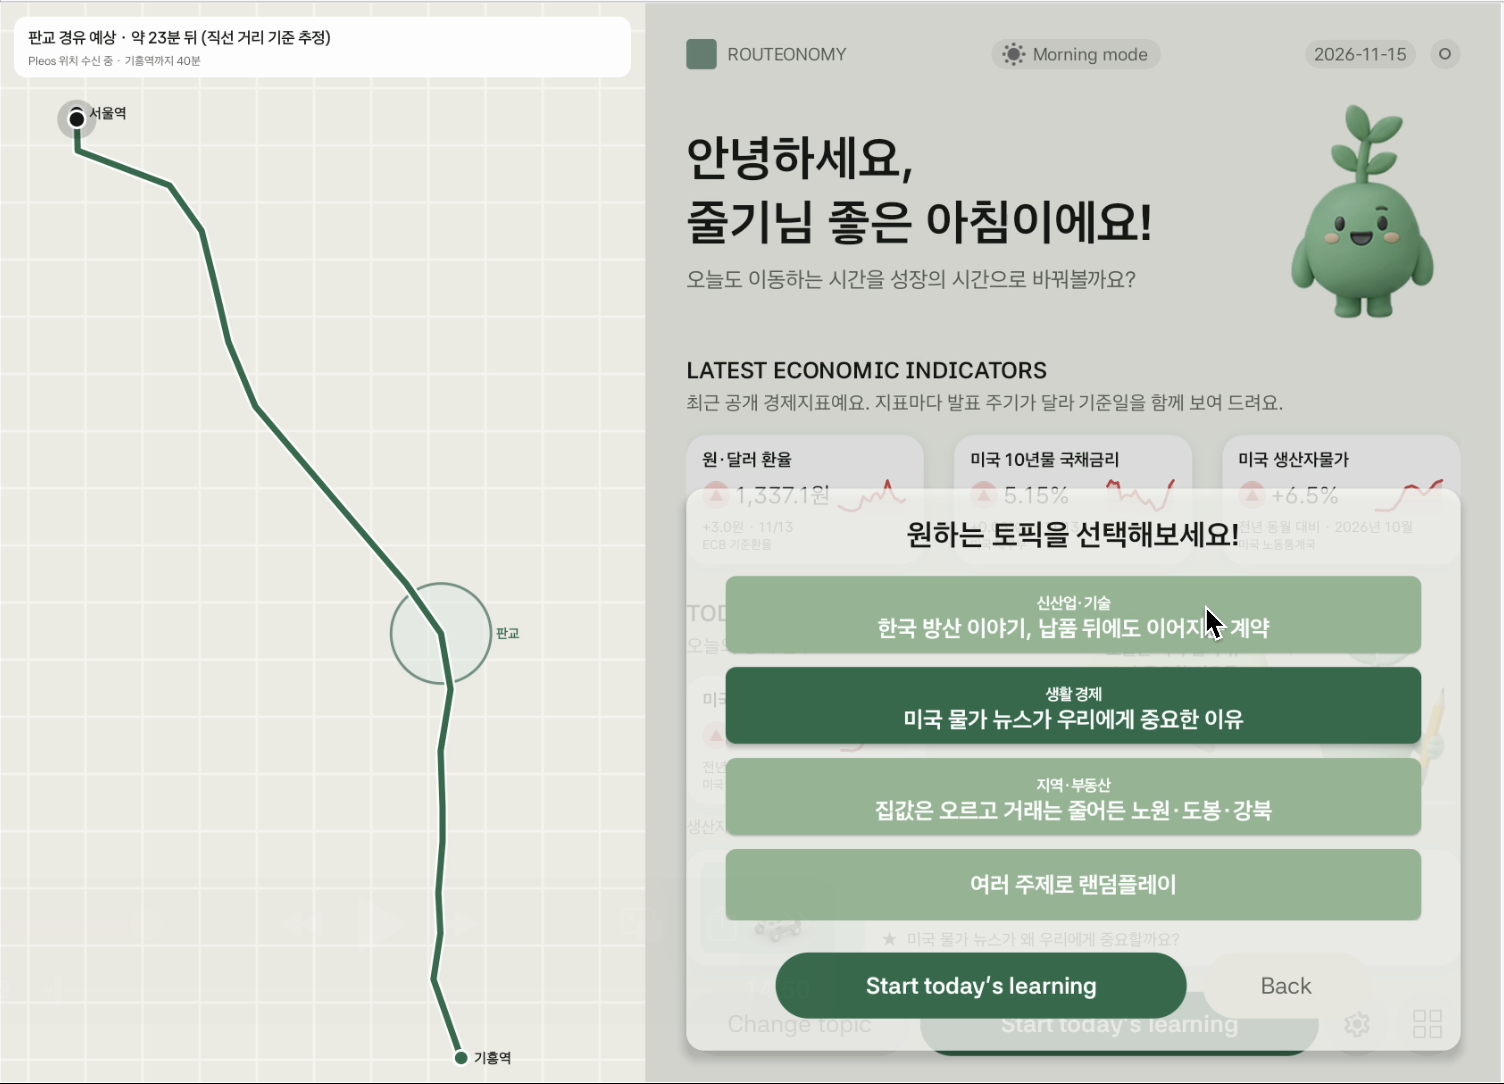 판교 경유 예상 · 약 23분 뒤 (직선 거리 기준 추정)
Pleos 위치 수신 중 · 기흥역까지 40분
서울역
판교
기흥역
ROUTEONOMY
Morning mode
2026-11-15
안녕하세요,
줄기님 좋은 아침이에요!
오늘도 이동하는 시간을 성장의 시간으로 바꿔볼까요?
LATEST ECONOMIC INDICATORS
최근 공개 경제지표예요. 지표마다 발표 주기가 달라 기준일을 함께 보여 드려요.
원·달러 환율
1,337.1원
+3.0원 · 11/13
ECB 기준환율
미국 10년물 국채금리
5.15%
미국 생산자물가
+6.5%
전년 동월 대비 · 2026년 10월
미국 노동통계국
원하는 토픽을 선택해보세요!
신산업·기술
한국 방산 이야기, 납품 뒤에도 계약
생활 경제
미국 물가 뉴스가 우리에게 중요한 이유
지역·부동산
집값은 오르고 거래는 줄어든 노원·도봉·강북
여러 주제로 랜덤플레이
★ 미국 물가 뉴스가 왜 우리에게 중요할까요?
Start today's learning
Back
Change topic
Start today's learning